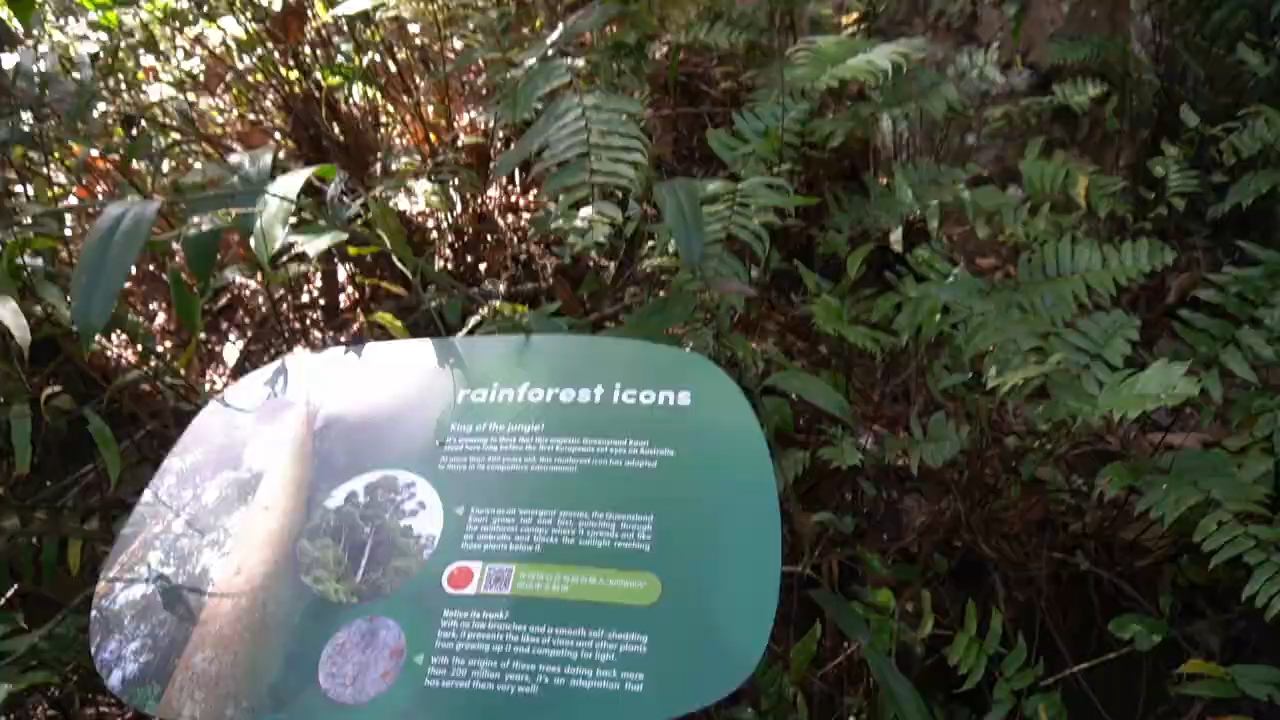 rainforest icons
King of the jungle!
It's amazing to think that this majestic Queensland Kauri
stood here long before the first Europeans set eyes on Australia.
At more than 400 years old, this rainforest icon has adapted
to thrive in its competitive environment!
Known as an 'emergent' species, the Queensland
Kauri grows tall and fast, punching through
the rainforest canopy where it spreads out like
an umbrella and blocks the sunlight reaching
those plants below it.
Notice its trunk?
With no low branches and a smooth self-shedding
bark, it prevents the likes of vines and other plants
from growing up it and competing for light.
With the origins of these trees dating back more
than 200 million years, it's an adaptation that
has served them very well!